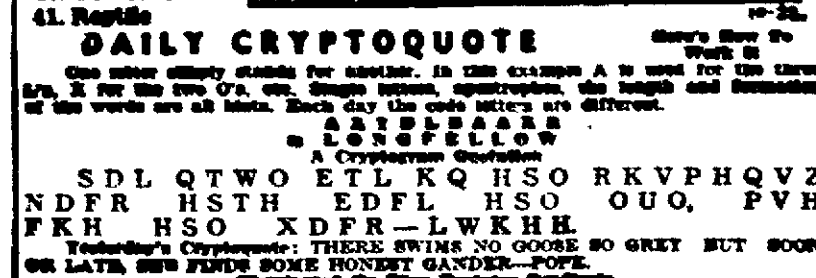 41. Reptile
10-22.
DAILY CRYPTOQUOTE
Here's How To
Work It
One letter simply stands for another. In this example A is used for the three
L's, X for the two O's, etc. Single letters, apostrophes, the length and formation
of the words are all hints. Each day the code letters are different.
AXYDLBAAXR
is LONGFELLOW
A Cryptogram Quotation
SDL QTWO ETL KQ HSO RKVPHQVZ
NDFR HSTH EDFL HSO OUO, PVH
FKH HSO XDFR—LWKHH.
Yesterday's Cryptoquote: THERE SWIMS NO GOOSE SO GREY BUT SOON
OR LATE, SHE FINDS SOME HONEST GANDER—POPE.